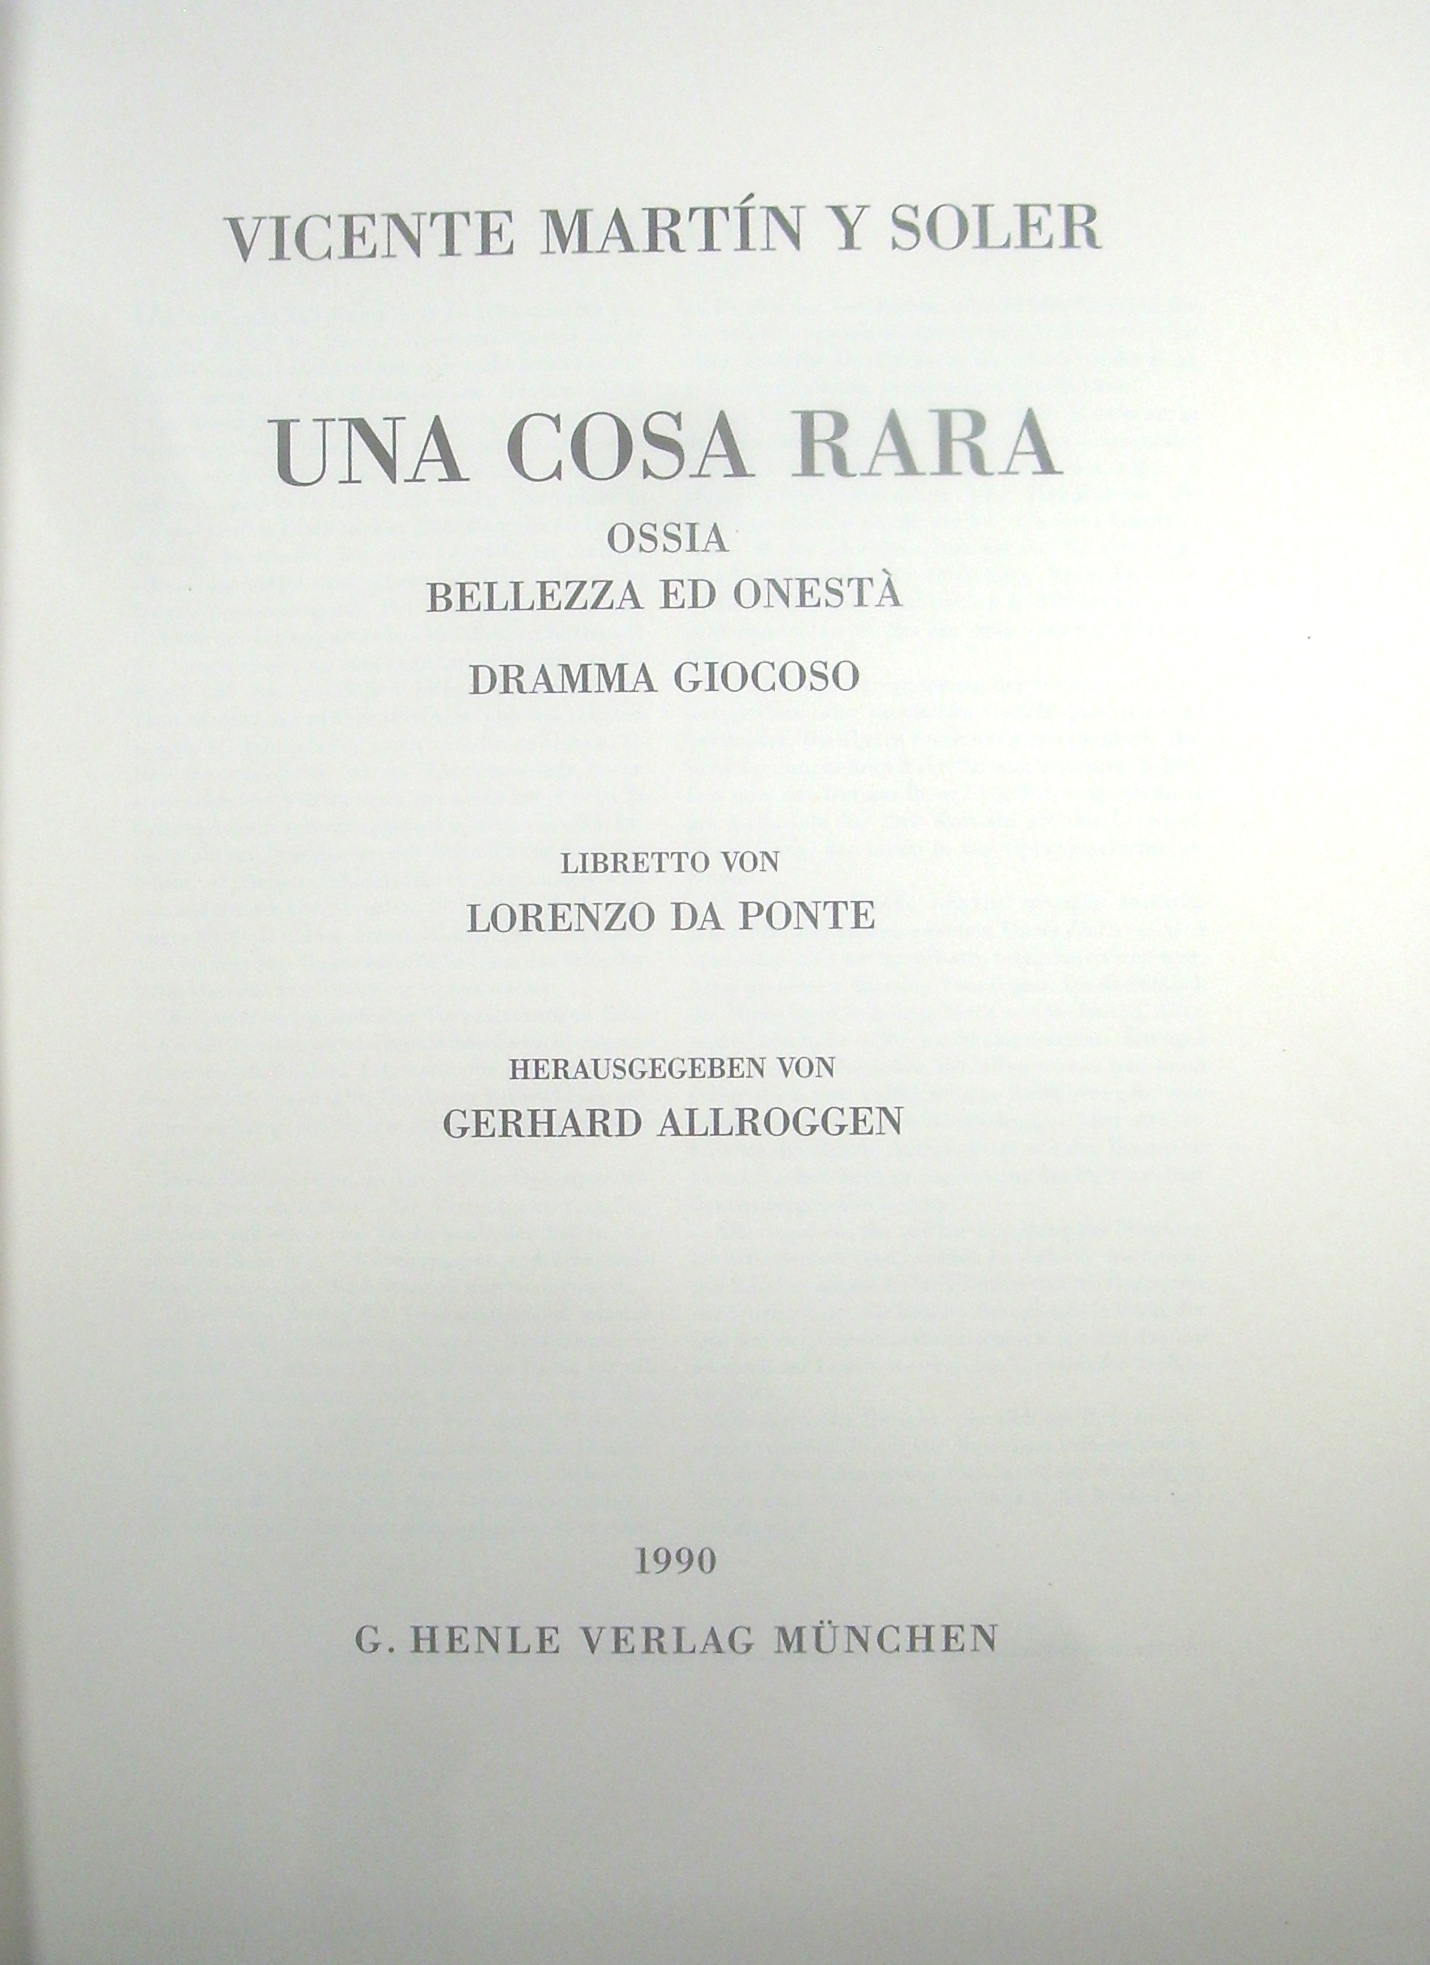 VICENTE MARTÍN Y SOLER
UNA COSA RARA
OSSIA
BELLEZZA ED ONESTÀ
DRAMMA GIOCOSO
LIBRETTO VON
LORENZO DA PONTE
HERAUSGEGEBEN VON
GERHARD ALLROGGEN
1990
G. HENLE VERLAG MÜNCHEN